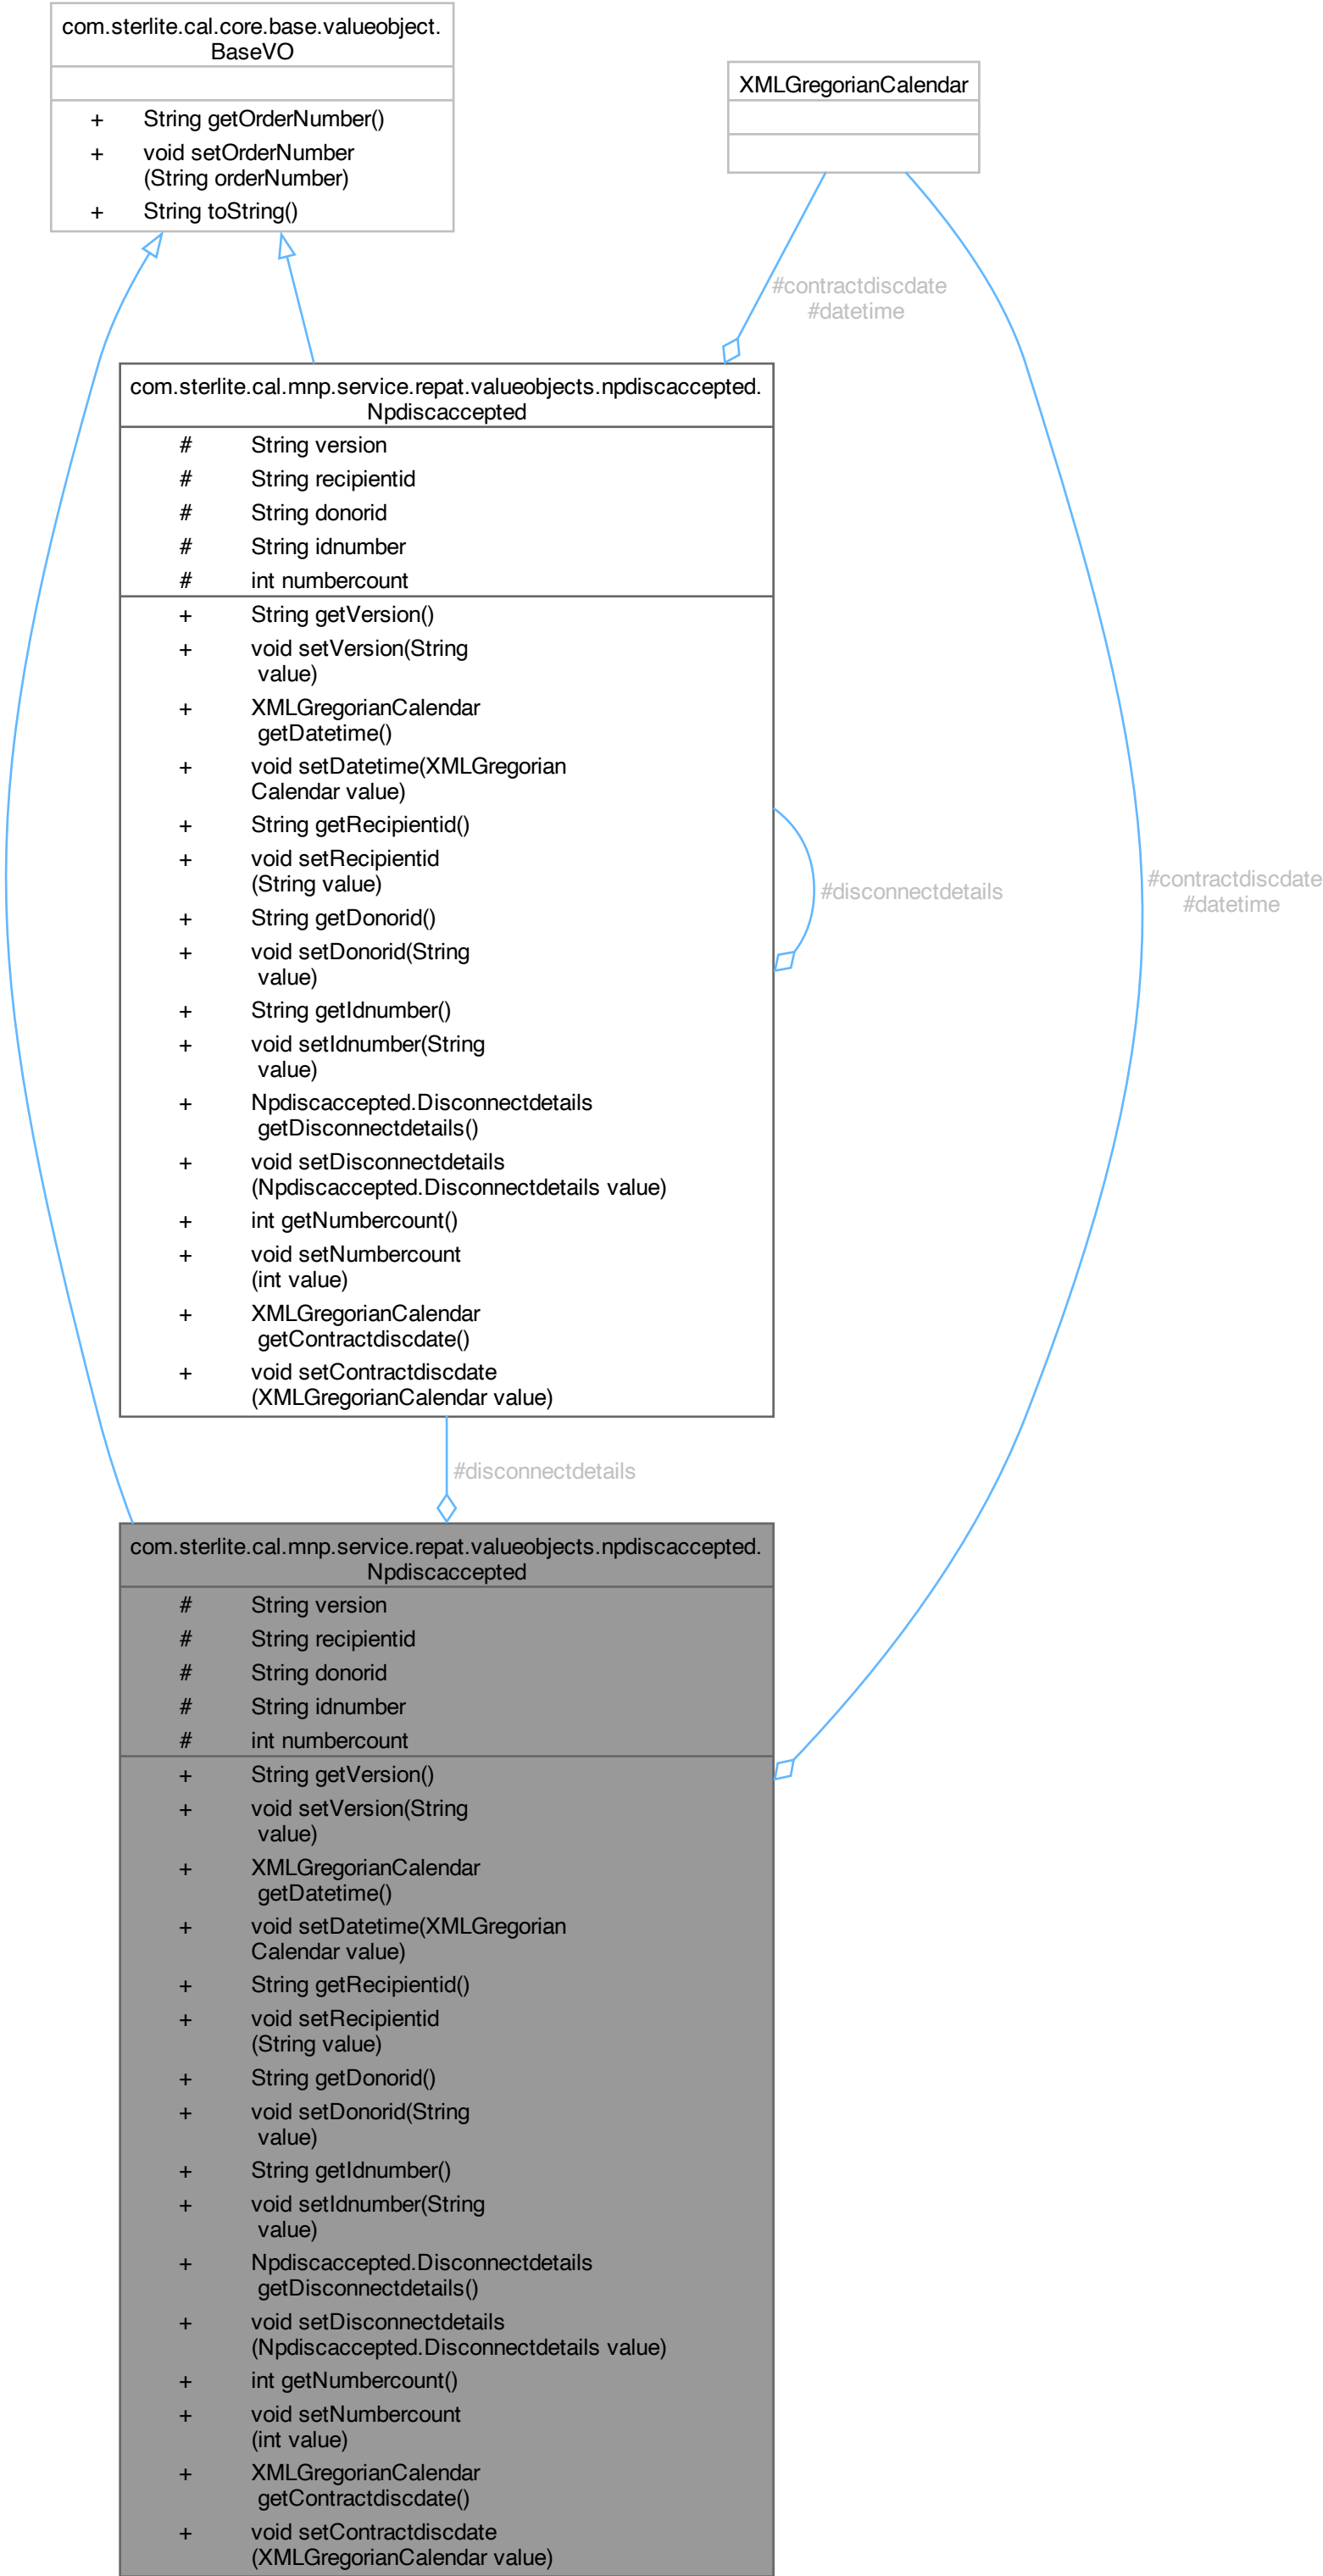 com.sterlite.cal.core.base.valueobject.
BaseVO
+ String getOrderNumber()
+ void setOrderNumber
(String orderNumber)
+ String toString()
XMLGregorianCalendar
#contractdiscdate
#datetime
com.sterlite.cal.mnp.service.repat.valueobjects.npdiscaccepted.
Npdiscaccepted
# String version
# String recipientid
# String donorid
# String idnumber
# int numbercount
+ String getVersion()
+ void setVersion(String
value)
+ XMLGregorianCalendar
getDatetime()
+ void setDatetime(XMLGregorian
Calendar value)
+ String getRecipientid()
+ void setRecipientid
(String value)
+ String getDonorid()
+ void setDonorid(String
value)
+ String getIdnumber()
+ void setIdnumber(String
value)
+ Npdiscaccepted.Disconnectdetails
getDisconnectdetails()
+ void setDisconnectdetails
(Npdiscaccepted.Disconnectdetails value)
+ int getNumbercount()
+ void setNumbercount
(int value)
+ XMLGregorianCalendar
getContractdiscdate()
+ void setContractdiscdate
(XMLGregorianCalendar value)
#disconnectdetails
#contractdiscdate
#datetime
#disconnectdetails
com.sterlite.cal.mnp.service.repat.valueobjects.npdiscaccepted.
Npdiscaccepted
# String version
# String recipientid
# String donorid
# String idnumber
# int numbercount
+ String getVersion()
+ void setVersion(String
value)
+ XMLGregorianCalendar
getDatetime()
+ void setDatetime(XMLGregorian
Calendar value)
+ String getRecipientid()
+ void setRecipientid
(String value)
+ String getDonorid()
+ void setDonorid(String
value)
+ String getIdnumber()
+ void setIdnumber(String
value)
+ Npdiscaccepted.Disconnectdetails
getDisconnectdetails()
+ void setDisconnectdetails
(Npdiscaccepted.Disconnectdetails value)
+ int getNumbercount()
+ void setNumbercount
(int value)
+ XMLGregorianCalendar
getContractdiscdate()
+ void setContractdiscdate
(XMLGregorianCalendar value)